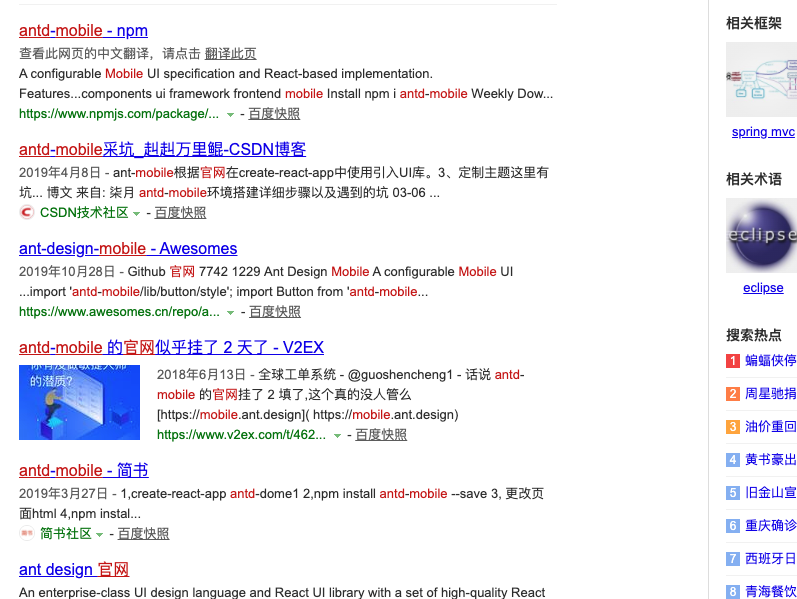 antd-mobile - npm
查看此网页的中文翻译，请点击 翻译此页
A configurable Mobile UI specification and React-based implementation.
Features...components ui framework frontend mobile Install npm i antd-mobile Weekly Dow...
https://www.npmjs.com/package/... - 百度快照
antd-mobile采坑_赳赳万里鲲-CSDN博客
2019年4月8日 - ant-mobile根据官网在create-react-app中使用引入UI库。3、定制主题这里有
坑... 博文 来自: 柒月 antd-mobile环境搭建详细步骤以及遇到的坑 03-06 ...
CSDN技术社区 - 百度快照
ant-design-mobile - Awesomes
2019年10月28日 - Github 官网 7742 1229 Ant Design Mobile A configurable Mobile UI
...import 'antd-mobile/lib/button/style'; import Button from 'antd-mobile...
https://www.awesomes.cn/repo/a... - 百度快照
antd-mobile 的官网似乎挂了 2 天了 - V2EX
的潜质?
2018年6月13日 - 全球工单系统 - @guoshencheng1 - 话说 antd-
mobile 的官网挂了 2 填了,这个真的没人管么
[https://mobile.ant.design]( https://mobile.ant.design)
https://www.v2ex.com/t/462... - 百度快照
antd-mobile - 简书
2019年3月27日 - 1,create-react-app antd-dome1 2,npm install antd-mobile --save 3, 更改页
面html 4,npm instal...
简书社区 - 百度快照
ant design 官网
An enterprise-class UI design language and React UI library with a set of high-quality React
相关框架
spring mvc
相关术语
eclipse
eclipse
搜索热点
1 蝙蝠侠停
2 周星驰捐
3 油价重回
4 黄书豪出
5 旧金山宣
6 重庆确诊
7 西班牙日
8 青海餐饮